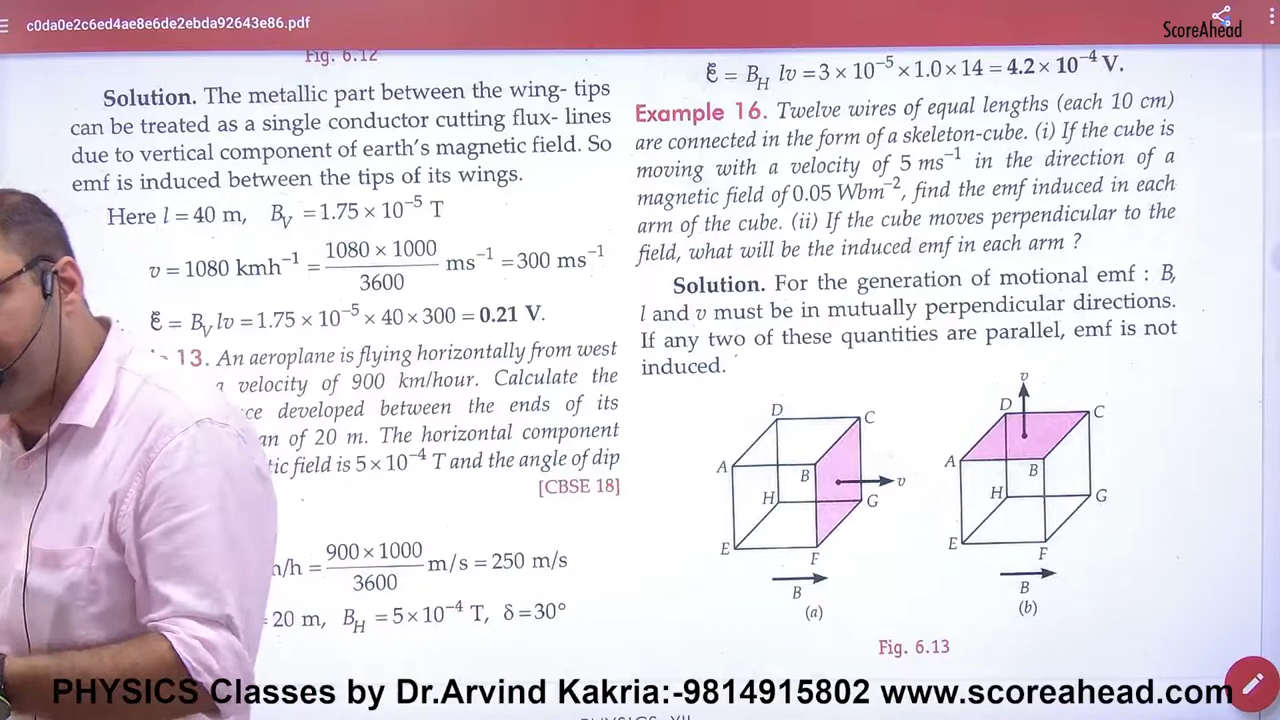 c0da0e2c6ed4ae8e6de2ebda92643e86.pdf
ScoreAhead
Fig. 6.12
Solution. The metallic part between the wing- tips
can be treated as a single conductor cutting flux- lines
due to vertical component of earth's magnetic field. So
emf is induced between the tips of its wings.
Here l = 40 m, B_V = 1.75 × 10⁻⁵ T
v = 1080 kmh⁻¹ = 1080 × 1000 / 3600 ms⁻¹ = 300 ms⁻¹
ℰ = B_V lv = 1.75 × 10⁻⁵ × 40 × 300 = 0.21 V.
13. An aeroplane is flying horizontally from west
velocity of 900 km/hour. Calculate the
developed between the ends of its
of 20 m. The horizontal component
field is 5 × 10⁻⁴ T and the angle of dip
[CBSE 18]
= 900 × 1000 / 3600 m/s = 250 m/s
20 m, B_H = 5 × 10⁻⁴ T, δ = 30°
ℰ = B_H lv = 3 × 10⁻⁵ × 1.0 × 14 = 4.2 × 10⁻⁴ V.
Example 16. Twelve wires of equal lengths (each 10 cm)
are connected in the form of a skeleton-cube. (i) If the cube is
moving with a velocity of 5 ms⁻¹ in the direction of a
magnetic field of 0.05 Wbm⁻², find the emf induced in each
arm of the cube. (ii) If the cube moves perpendicular to the
field, what will be the induced emf in each arm ?
Solution. For the generation of motional emf : B,
l and v must be in mutually perpendicular directions.
If any two of these quantities are parallel, emf is not
induced.
D C
A B
H G
v
E F
B
(a)
v
D C
A B
H G
E F
B
(b)
Fig. 6.13
PHYSICS Classes by Dr.Arvind Kakria:-9814915802 www.scoreahead.com